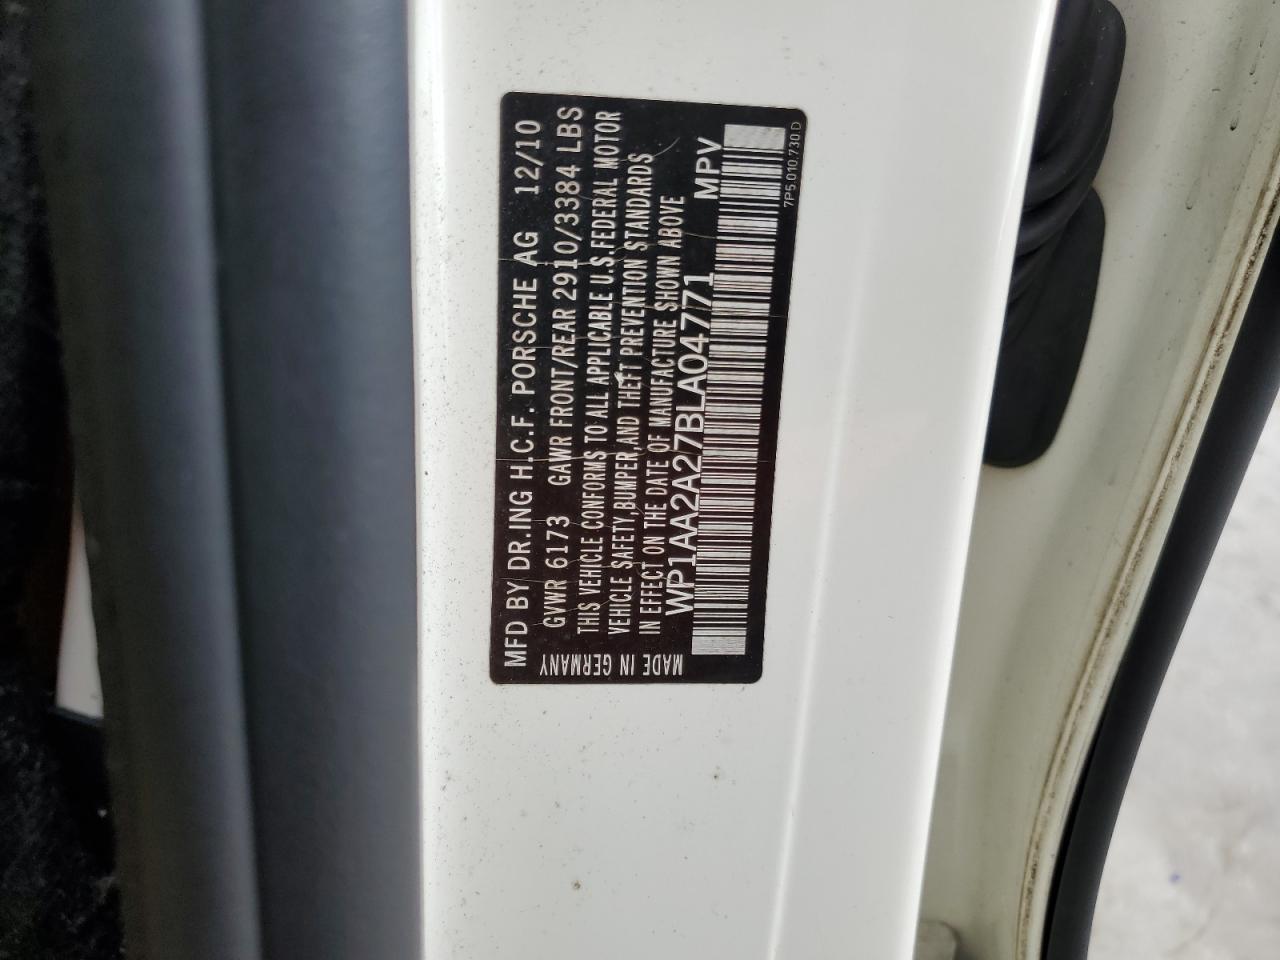 MFD BY DR.ING H.C.F. PORSCHE AG 12/10
GVWR 6173 GAWR FRONT/REAR 2910/3384 LBS
THIS VEHICLE CONFORMS TO ALL APPLICABLE U.S.FEDERAL MOTOR
VEHICLE SAFETY,BUMPER,AND THEFT PREVENTION STANDARDS
IN EFFECT ON THE DATE OF MANUFACTURE SHOWN ABOVE
WP1AA2A27BLA04771 MPV
MADE IN GERMANY
7P5.010.730.D